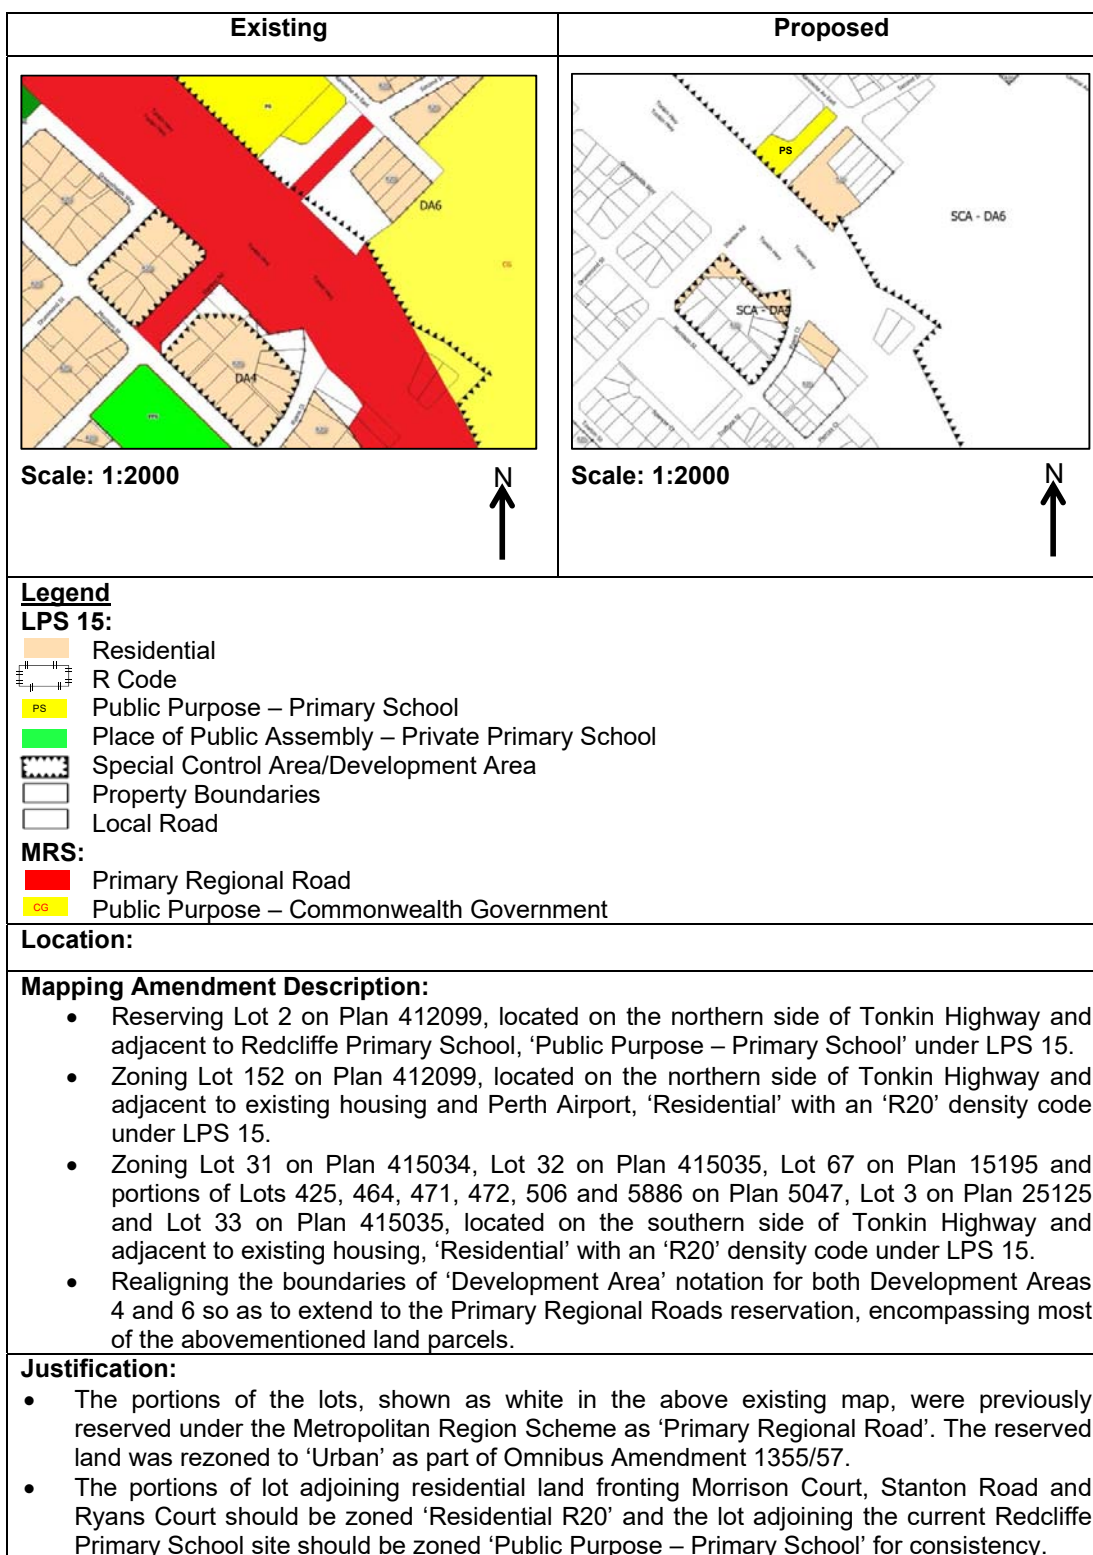 Existing
Proposed
PS
DA6
CG
DA4
PS
SCA - DA6
Scale: 1:2000
N
Scale: 1:2000
N
Legend
LPS 15:
Residential
R Code
PS Public Purpose – Primary School
Place of Public Assembly – Private Primary School
Special Control Area/Development Area
Property Boundaries
Local Road
MRS:
Primary Regional Road
CG Public Purpose – Commonwealth Government
Location:
Mapping Amendment Description:
• Reserving Lot 2 on Plan 412099, located on the northern side of Tonkin Highway and
adjacent to Redcliffe Primary School, ‘Public Purpose – Primary School’ under LPS 15.
• Zoning Lot 152 on Plan 412099, located on the northern side of Tonkin Highway and
adjacent to existing housing and Perth Airport, ‘Residential’ with an ‘R20’ density code
under LPS 15.
• Zoning Lot 31 on Plan 415034, Lot 32 on Plan 415035, Lot 67 on Plan 15195 and
portions of Lots 425, 464, 471, 472, 506 and 5886 on Plan 5047, Lot 3 on Plan 25125
and Lot 33 on Plan 415035, located on the southern side of Tonkin Highway and
adjacent to existing housing, ‘Residential’ with an ‘R20’ density code under LPS 15.
• Realigning the boundaries of ‘Development Area’ notation for both Development Areas
4 and 6 so as to extend to the Primary Regional Roads reservation, encompassing most
of the abovementioned land parcels.
Justification:
• The portions of the lots, shown as white in the above existing map, were previously
reserved under the Metropolitan Region Scheme as ‘Primary Regional Road’. The reserved
land was rezoned to ‘Urban’ as part of Omnibus Amendment 1355/57.
• The portions of lot adjoining residential land fronting Morrison Court, Stanton Road and
Ryans Court should be zoned ‘Residential R20’ and the lot adjoining the current Redcliffe
Primary School site should be zoned ‘Public Purpose – Primary School’ for consistency.